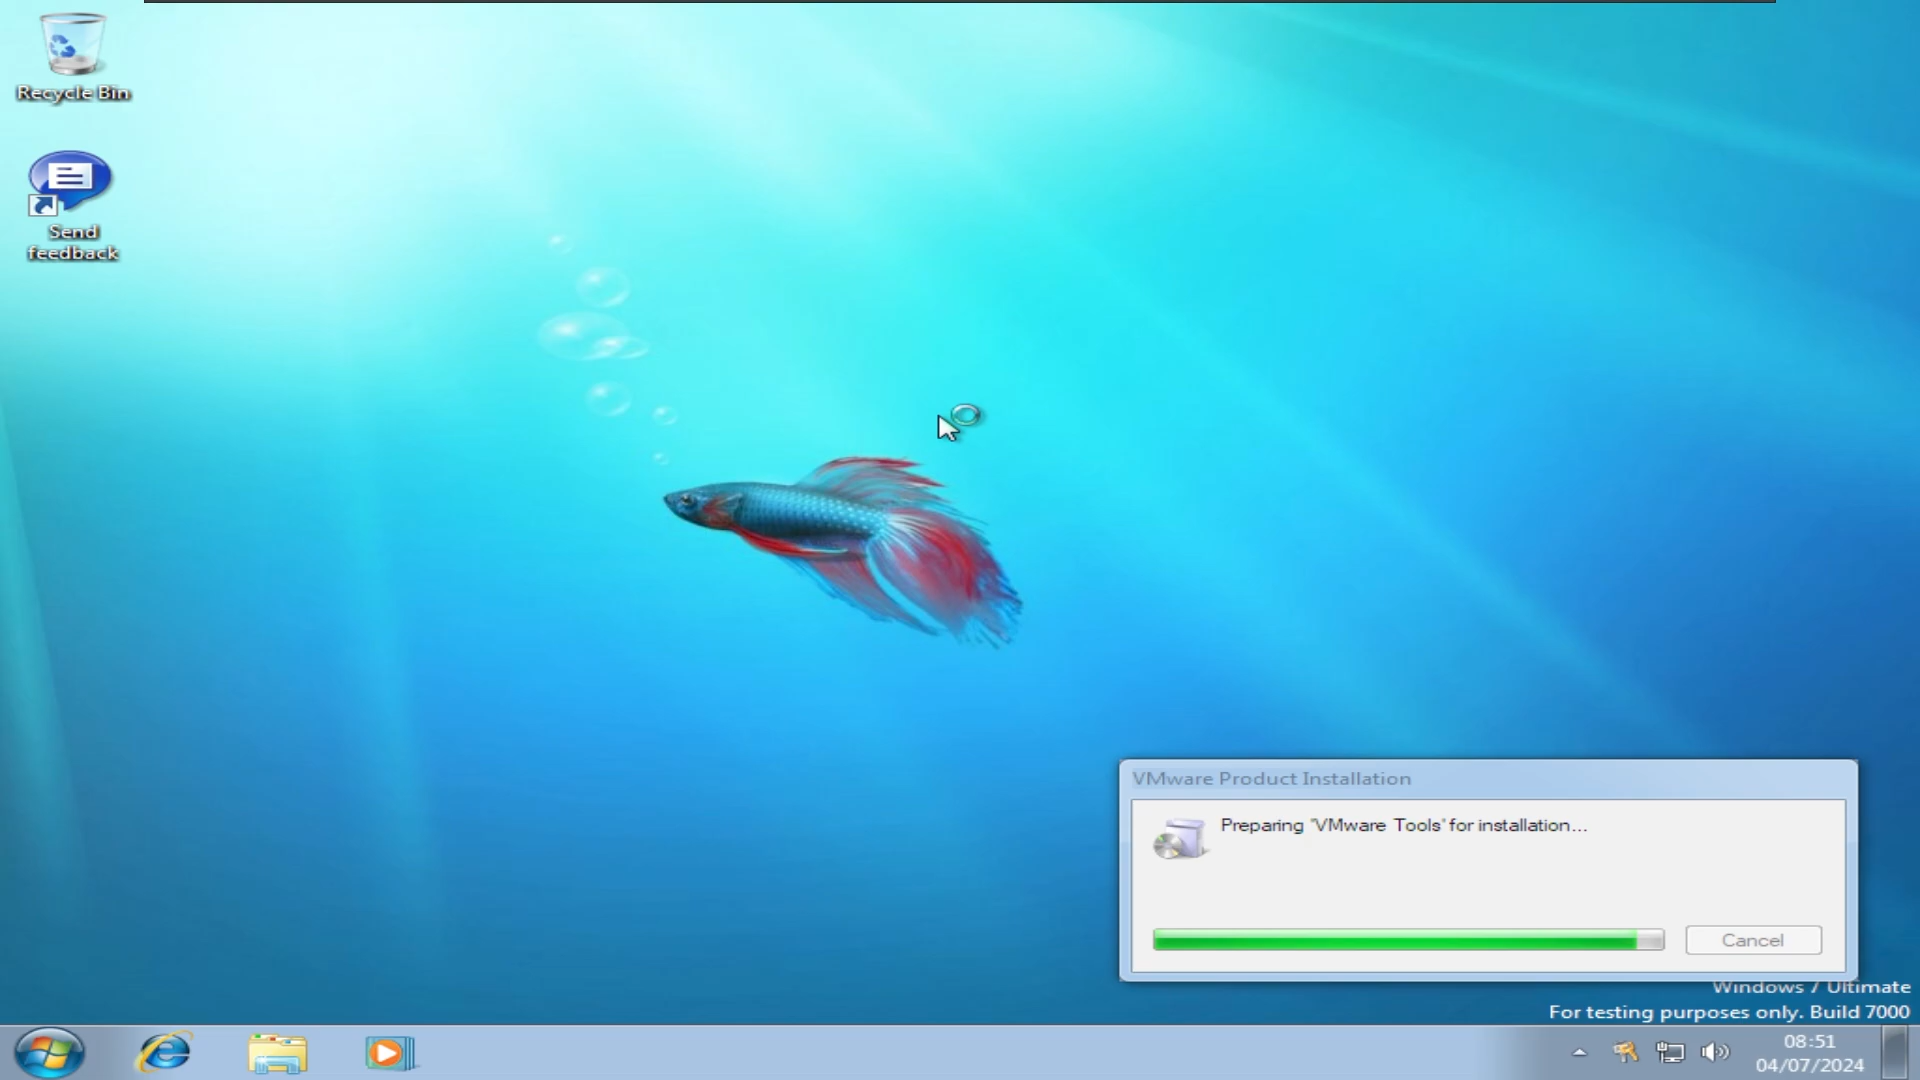 Recycle Bin
Send
feedback
VMware Product Installation
Preparing 'VMware Tools' for installation...
Cancel
Windows 7 Ultimate
For testing purposes only. Build 7000
08:51
04/07/2024